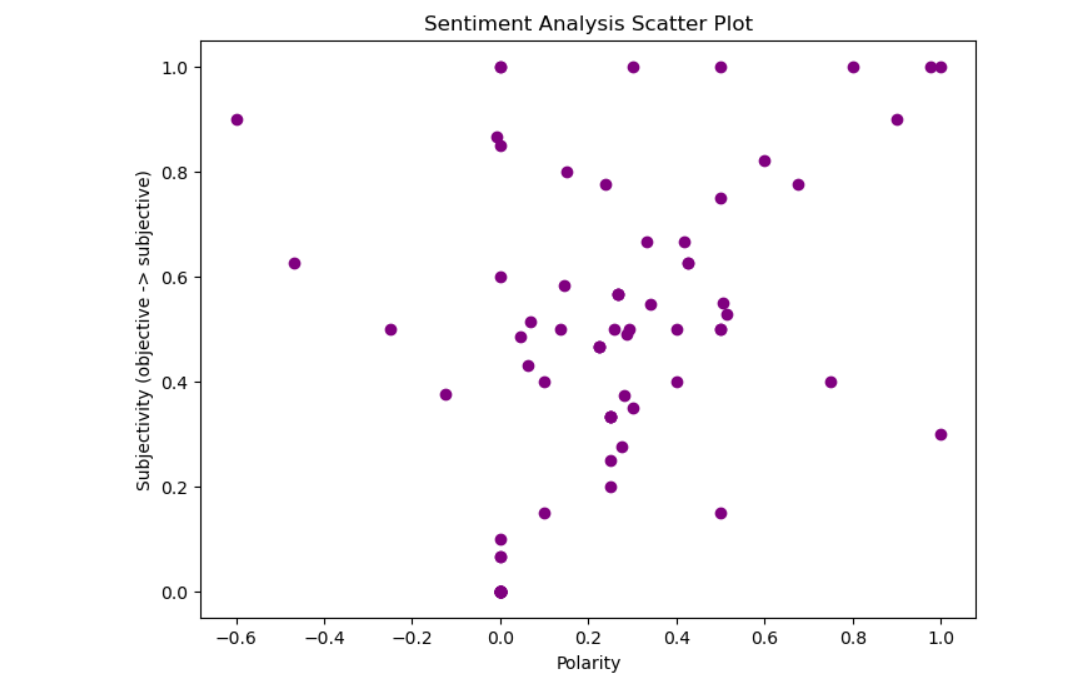 Sentiment Analysis Scatter Plot
Subjectivity (objective -> subjective)
1.0
0.8
0.6
0.4
0.2
0.0
−0.6 −0.4 −0.2 0.0 0.2 0.4 0.6 0.8 1.0
Polarity